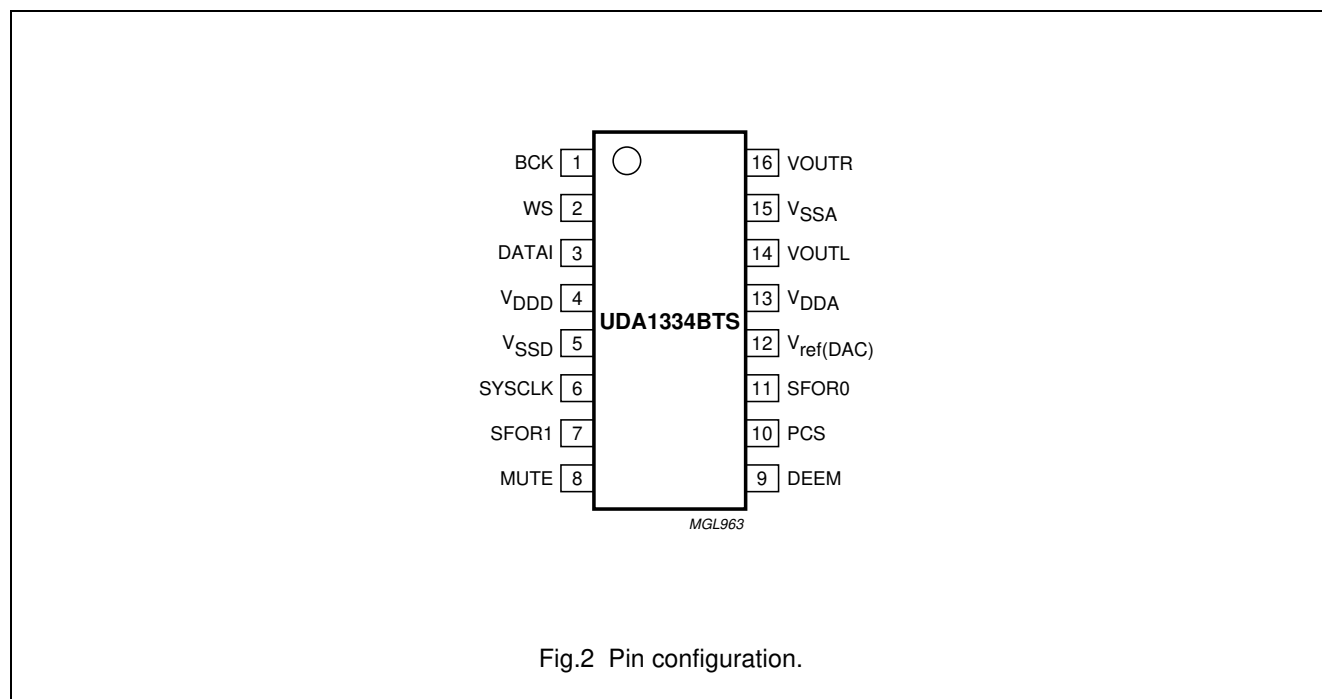 BCK 1
WS 2
DATAI 3
VDDD 4
VSSD 5
SYSCLK 6
SFOR1 7
MUTE 8
UDA1334BTS
16 VOUTR
15 VSSA
14 VOUTL
13 VDDA
12 Vref(DAC)
11 SFOR0
10 PCS
9 DEEM
MGL963
Fig.2 Pin configuration.